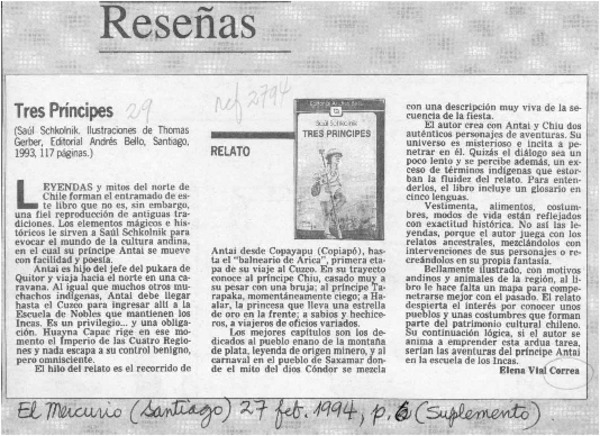 Reseñas
Tres Príncipes 29
(Saúl Schkolnik. Ilustraciones de Thomas
Gerber, Editorial Andrés Bello, Santago,
1993, 117 páginas.)
LEYENDAS y mitos del norte de
Chile forman el entramado de es-
te libro que no es, sin embargo,
una fiel reproducción de antiguas tra-
diciones. Los elementos mágicos e his-
tóricos le sirven a Saúl Schkolnik para
evocar el mundo de la cultura andina,
en el cual su príncipe Antai se mueve
con facilidad y poesía.
Antai es hijo del jefe del pukara de
Quitor y viaja hacia el norte en una ca-
ravana. Al igual que muchos otros mu-
chachos indígenas, Antai debe llegar
hasta el Cuzco para ingresar allí a la
Escuela de Nobles que mantienen los
Incas. Es un privilegio... y una obliga-
ción. Huayna Capac rige en ese mo-
mento el Imperio de las Cuatro Regio-
nes y nada escapa a su control benigno,
pero omnisciente.
El hilo del relato es el recorrido de
ref 2794
RELATO
Saúl Schkolnik
TRES PRINCIPES
Antai desde Copayapu (Copiapó), has-
ta el "balneario de Arica", primera eta-
pa de su viaje al Cuzco. En su trayecto
conoce al príncipe Chiu, casado muy a
su pesar con una bruja; al príncipe Ta-
rapaka, momentáneamente ciego; a Ha-
alar, la princesa que lleva una estrella
de oro en la frente; a sabios y hechice-
ros, a viajeros de oficios variados.
Los mejores capítulos son los dedi-
cados al pueblo enano de la montaña
de plata, leyenda de origen minero, y al
carnaval en el pueblo de Saxamar don-
de el mito del dios Cóndor se mezcla
con una descripción muy viva de la se-
cuencia de la fiesta.
El autor crea con Antai y Chiu dos
auténticos personajes de aventuras. Su
universo es misterioso e incita a pe-
netrar en él. Quizás el diálogo sea un
poco lento y se percibe además, un ex-
ceso de términos indígenas que estor-
ban la fluidez del relato. Para enten-
derlos, el libro incluye un glosario en
cinco lenguas.
Vestimenta, alimentos, costum-
bres, modos de vida están reflejados
con exactitud histórica. No así las le-
yendas, porque el autor juega con los
relatos ancestrales, mezclándolos con
intervenciones de sus personajes o re-
creándolos en su propia fantasía.
Bellamente ilustrado, con motivos
andinos y animales de la región, al li-
bro le hace falta un mapa para compe-
netrarse mejor con el pasado. El relato
despierta el interés por conocer unos
pueblos y unas costumbres que forman
parte del patrimonio cultural chileno.
Su continuación lógica, si el autor se
anima a emprender esta ardua tarea,
serían las aventuras del príncipe Antai
en la escuela de los Incas.
Elena Vial Correa
El Mercurio (Santiago) 27 feb. 1994, p. 6 (Suplemento)